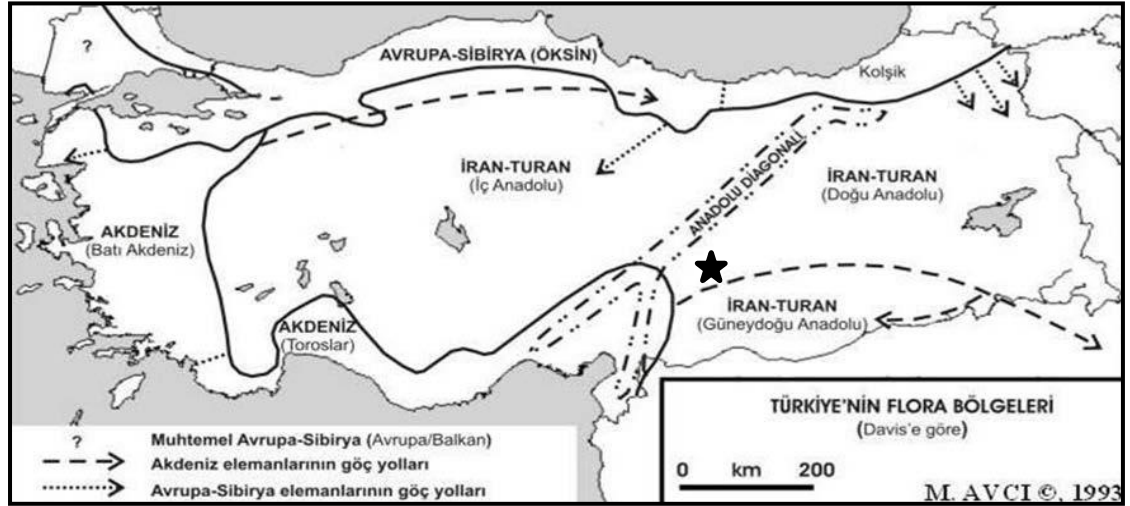 ?
AVRUPA-SİBİRYA (ÖKSİN)
Kolşik
İRAN-TURAN
(İç Anadolu)
ANADOLU DIAGONALİ
İRAN-TURAN
(Doğu Anadolu)
AKDENİZ
(Batı Akdeniz)
AKDENİZ
(Toroslar)
İRAN-TURAN
(Güneydoğu Anadolu)
TÜRKİYE'NİN FLORA BÖLGELERİ
(Davis'e göre)
0 km 200
M. AVCI ©, 1993
? Muhtemel Avrupa-Sibirya (Avrupa/Balkan)
Akdeniz elemanlarının göç yolları
Avrupa-Sibirya elemanlarının göç yolları